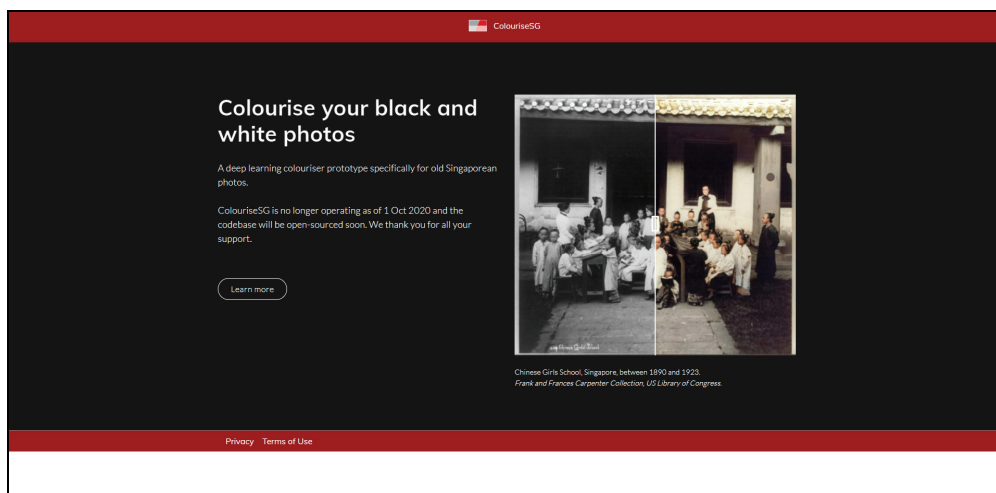 ColouriseSG
Colourise your black and
white photos
A deep learning colouriser prototype specifically for old Singaporean
photos.
ColouriseSG is no longer operating as of 1 Oct 2020 and the
codebase will be open-sourced soon. We thank you for all your
support.
Learn more
Chinese Girls School
Chinese Girls School, Singapore, between 1890 and 1923.
Frank and Frances Carpenter Collection, US Library of Congress.
Privacy Terms of Use